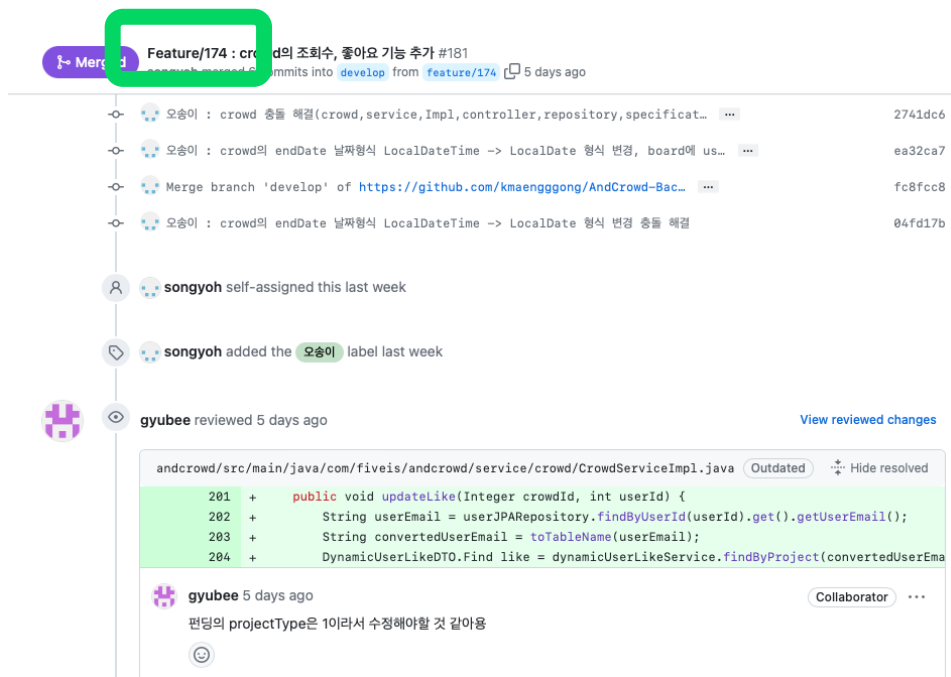 Feature/174 : crowd의 조회수, 좋아요 기능 추가 #181
Merged
songyoh merged 6 commits into develop from feature/174 5 days ago
오송이 : crowd 충돌 해결(crowd,service,Impl,controller,repository,specificat… … 2741dc6
오송이 : crowd의 endDate 날짜형식 LocalDateTime -> LocalDate 형식 변경, board에 us… … ea32ca7
Merge branch 'develop' of https://github.com/kmaengggong/AndCrowd-Bac… … fc8fcc8
오송이 : crowd의 endDate 날짜형식 LocalDateTime -> LocalDate 형식 변경 충돌 해결 04fd17b
songyoh self-assigned this last week
songyoh added the 오송이 label last week
gyubee reviewed 5 days ago View reviewed changes
andcrowd/src/main/java/com/fiveis/andcrowd/service/crowd/CrowdServiceImpl.java Outdated Hide resolved
201 + public void updateLike(Integer crowdId, int userId) {
202 + String userEmail = userJPARepository.findByUserId(userId).get().getUserEmail();
203 + String convertedUserEmail = toTableName(userEmail);
204 + DynamicUserLikeDTO.Find like = dynamicUserLikeService.findByProject(convertedUserEma
gyubee 5 days ago Collaborator ...
펀딩의 projectType은 1이라서 수정해야할 것 같아용